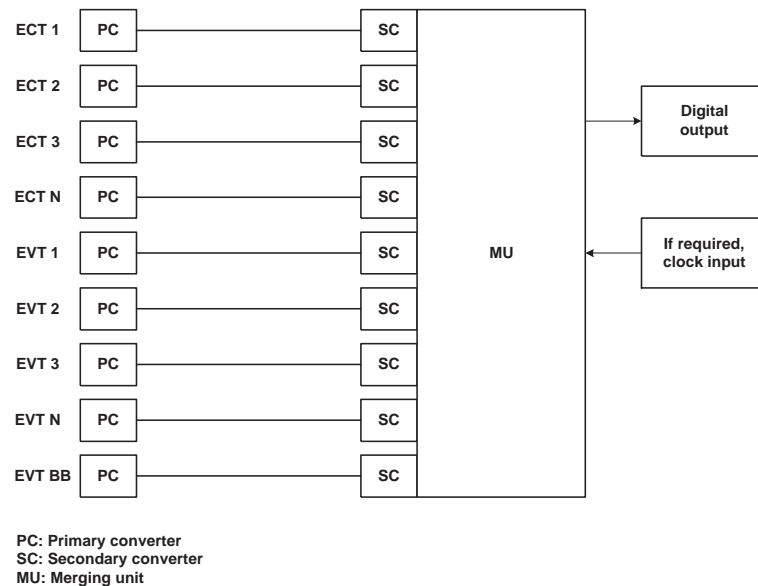 ECT 1 PC SC
ECT 2 PC SC
Digital
output
ECT 3 PC SC
ECT N PC SC
EVT 1 PC SC MU
If required,
clock input
EVT 2 PC SC
EVT 3 PC SC
EVT N PC SC
EVT BB PC SC
PC: Primary converter
SC: Secondary converter
MU: Merging unit